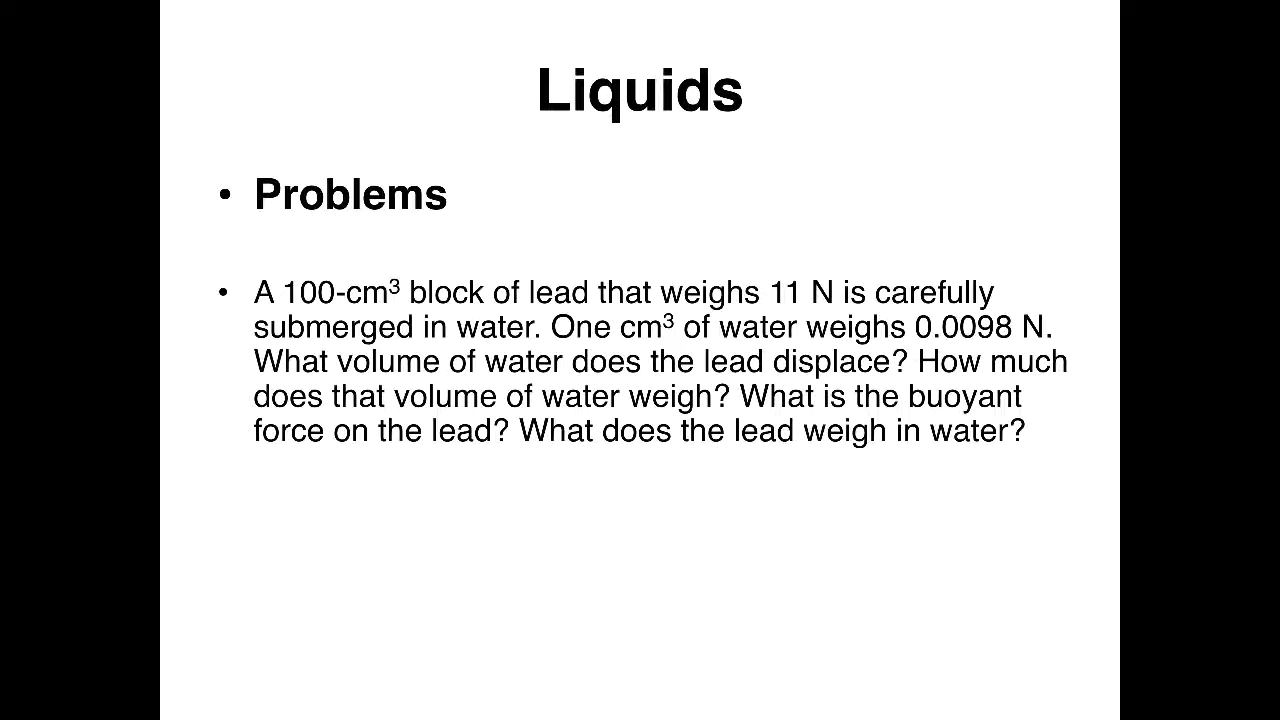 Liquids
• Problems
• A 100-cm³ block of lead that weighs 11 N is carefully
submerged in water. One cm³ of water weighs 0.0098 N.
What volume of water does the lead displace? How much
does that volume of water weigh? What is the buoyant
force on the lead? What does the lead weigh in water?